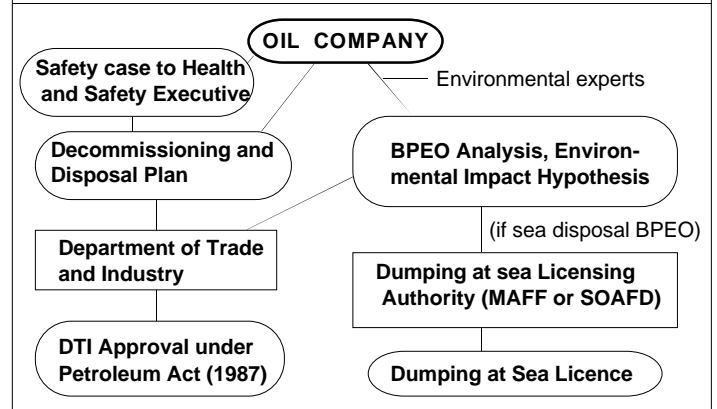 OIL COMPANY
Safety case to Health
and Safety Executive
Environmental experts
Decommissioning and
Disposal Plan
BPEO Analysis, Environ-
mental Impact Hypothesis
(if sea disposal BPEO)
Department of Trade
and Industry
Dumping at sea Licensing
Authority (MAFF or SOAFD)
DTI Approval under
Petroleum Act (1987)
Dumping at Sea Licence